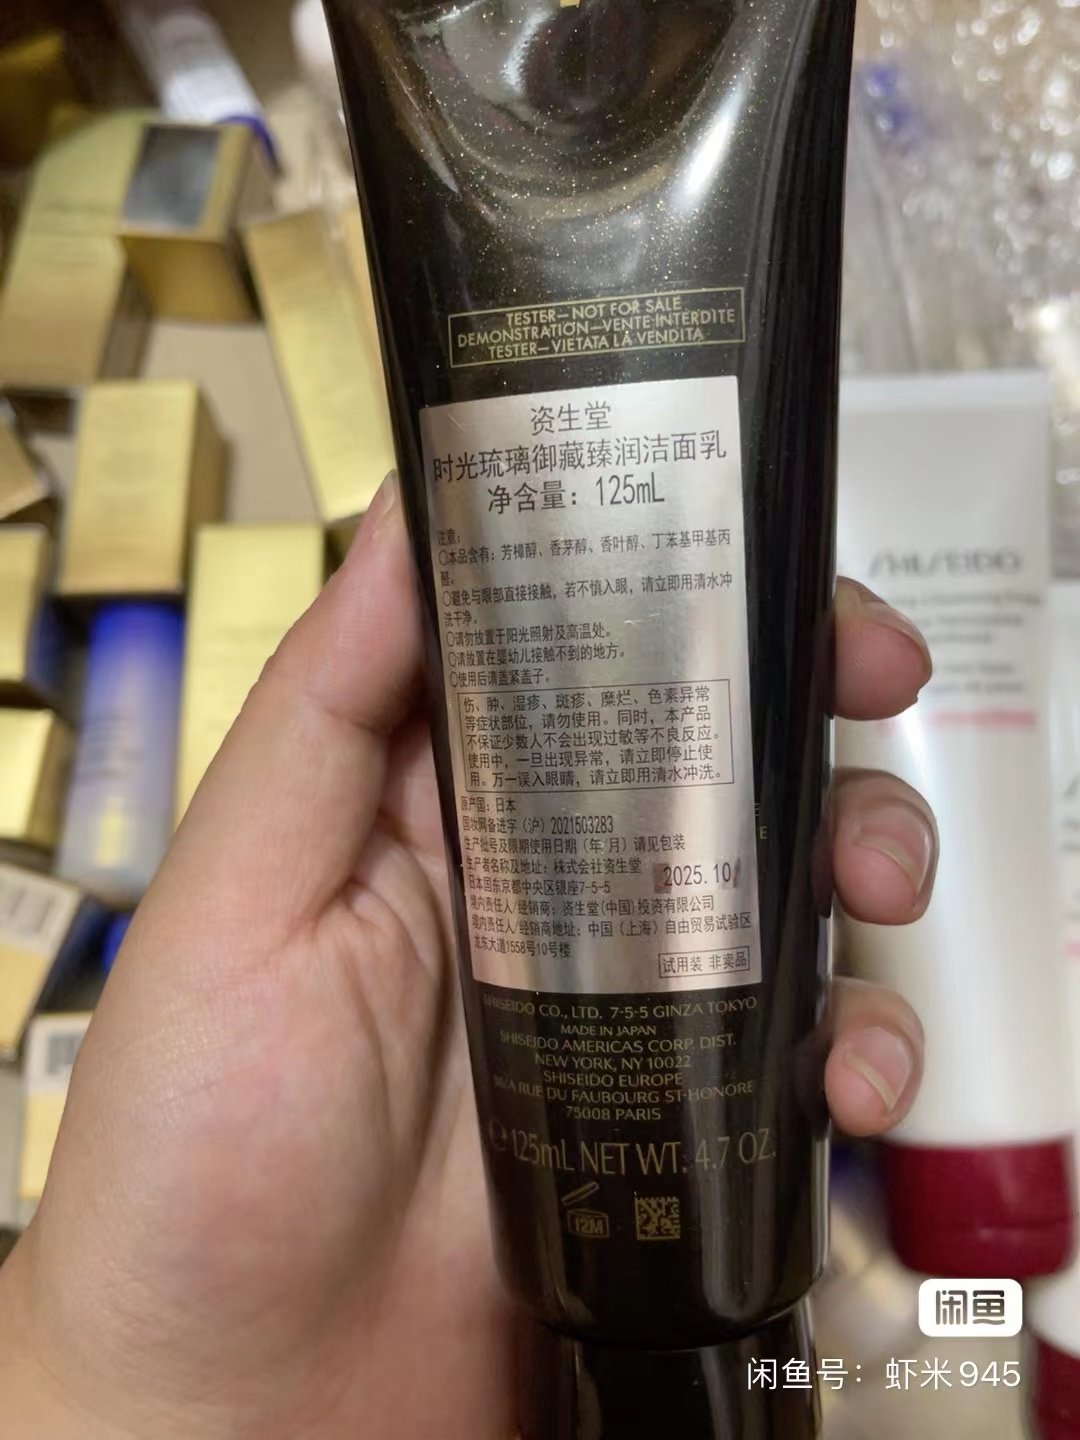 TESTER—NOT FOR SALE
DEMONSTRATION—VENTE INTERDITE
TESTER—VIETATA LA VENDITA
资生堂
时光琉璃御藏臻润洁面乳
净含量：125mL
注意：
○本品含有：芳樟醇、香茅醇、香叶醇、丁苯基甲基丙
醛。
○避免与眼部直接接触，若不慎入眼，请立即用清水冲
洗干净。
○请勿放置于阳光照射及高温处。
○请放置在婴幼儿接触不到的地方。
○使用后请盖紧盖子。
伤、肿、湿疹、斑疹、糜烂、色素异常
等症状部位，请勿使用。同时，本产品
不保证少数人不会出现过敏等不良反应。
使用中，一旦出现异常，请立即停止使
用。万一误入眼睛，请立即用清水冲洗。
原产国：日本
国妆网备进字（沪）2021503283
生产批号及限期使用日期（年/月）请见包装
生产者名称及地址：株式会社资生堂
日本国东京都中央区银座7-5-5
2025.10
境内责任人/经销商：资生堂(中国)投资有限公司
境内责任人/经销商地址：中国（上海）自由贸易试验区
龙东大道1558号10号楼
试用装 非卖品
SHISEIDO CO., LTD. 7-5-5 GINZA TOKYO
MADE IN JAPAN
SHISEIDO AMERICAS CORP. DIST.
NEW YORK, NY 10022
SHISEIDO EUROPE
RUE DU FAUBOURG ST-HONORE
75008 PARIS
125mL NET WT. 4.7 OZ.
12M
SHISEIDO
闲鱼
闲鱼号：虾米945